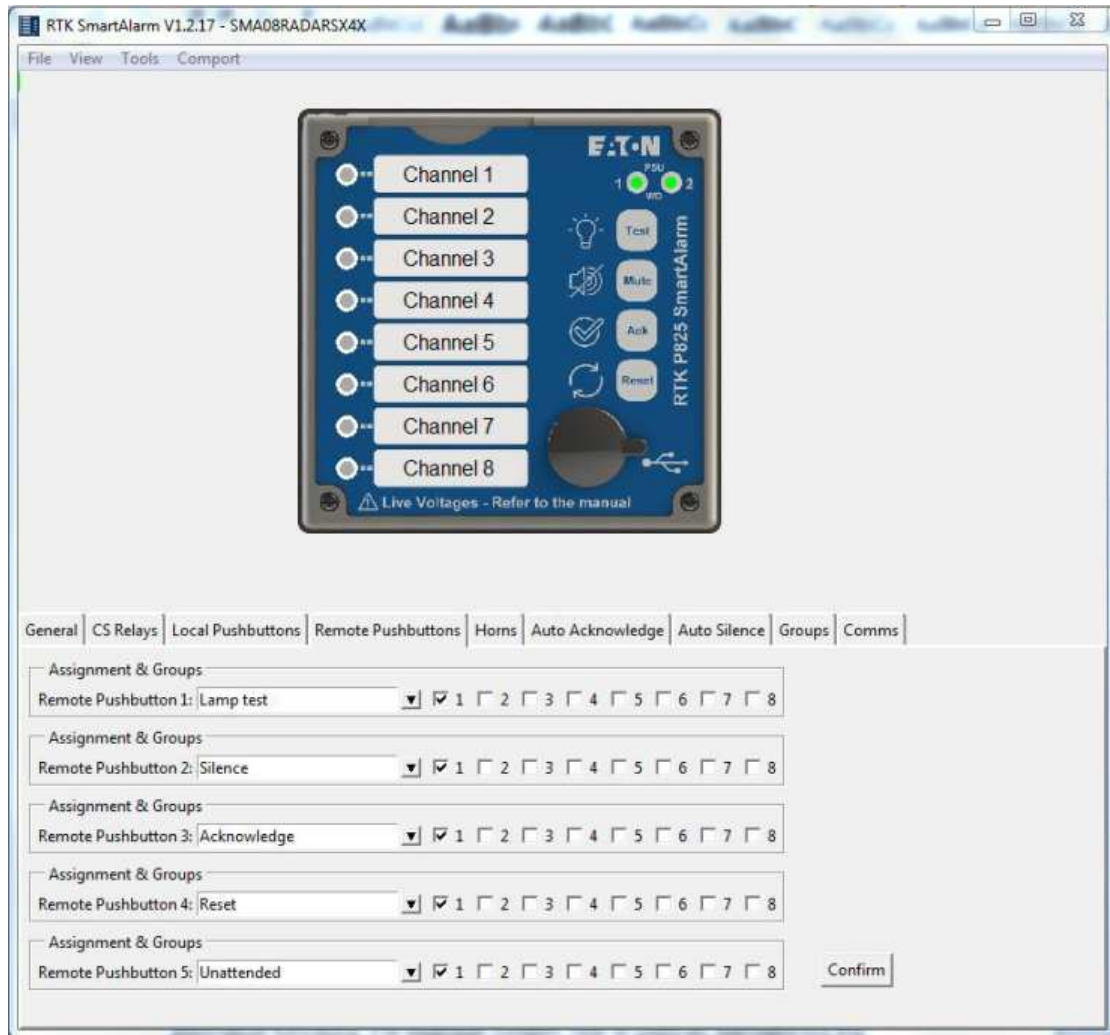 RTK SmartAlarm V1.2.17 - SMA08RADARSX4X
File View Tools Comport
EATON
PSU
1 2
WD
Channel 1
Channel 2
Test
Channel 3
Mute
Channel 4
Ack
Channel 5
Channel 6
Reset
Channel 7
Channel 8
RTK P825 SmartAlarm
Live Voltages - Refer to the manual
General CS Relays Local Pushbuttons Remote Pushbuttons Horns Auto Acknowledge Auto Silence Groups Comms
Assignment & Groups
Remote Pushbutton 1: Lamp test 1 2 3 4 5 6 7 8
Assignment & Groups
Remote Pushbutton 2: Silence 1 2 3 4 5 6 7 8
Assignment & Groups
Remote Pushbutton 3: Acknowledge 1 2 3 4 5 6 7 8
Assignment & Groups
Remote Pushbutton 4: Reset 1 2 3 4 5 6 7 8
Assignment & Groups
Remote Pushbutton 5: Unattended 1 2 3 4 5 6 7 8 Confirm